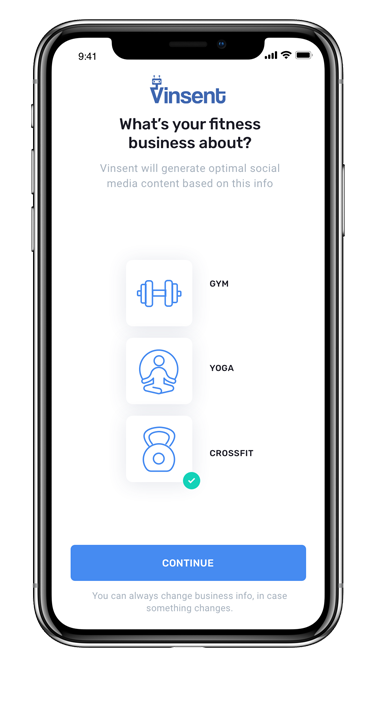 9:41
Vinsent
What's your fitness
business about?
Vinsent will generate optimal social
media content based on this info
GYM
YOGA
CROSSFIT
CONTINUE
You can always change business info, in case
something changes.